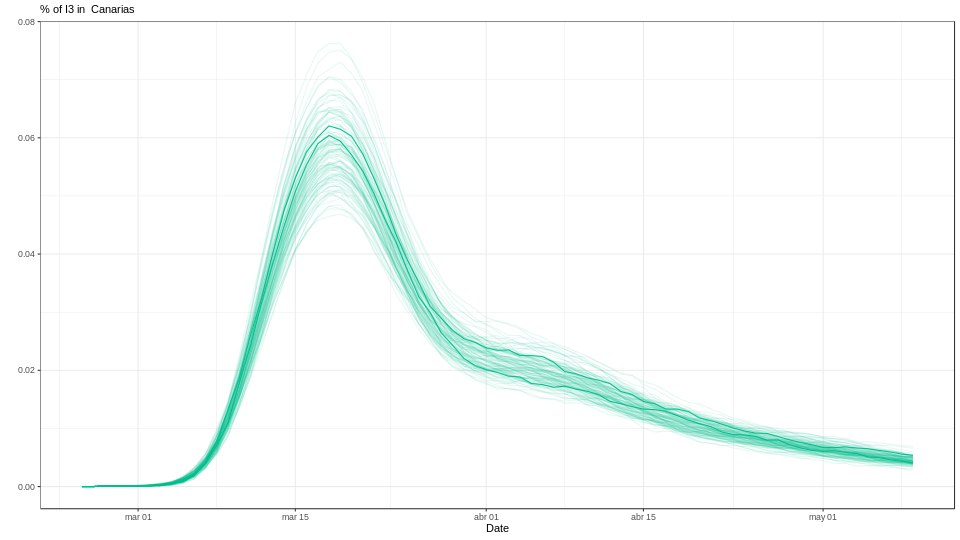 % of I3 in  Canarias
0.08
0.06
0.04
0.02
0.00
mar 01
mar 15
abr 01
abr 15
may 01
Date